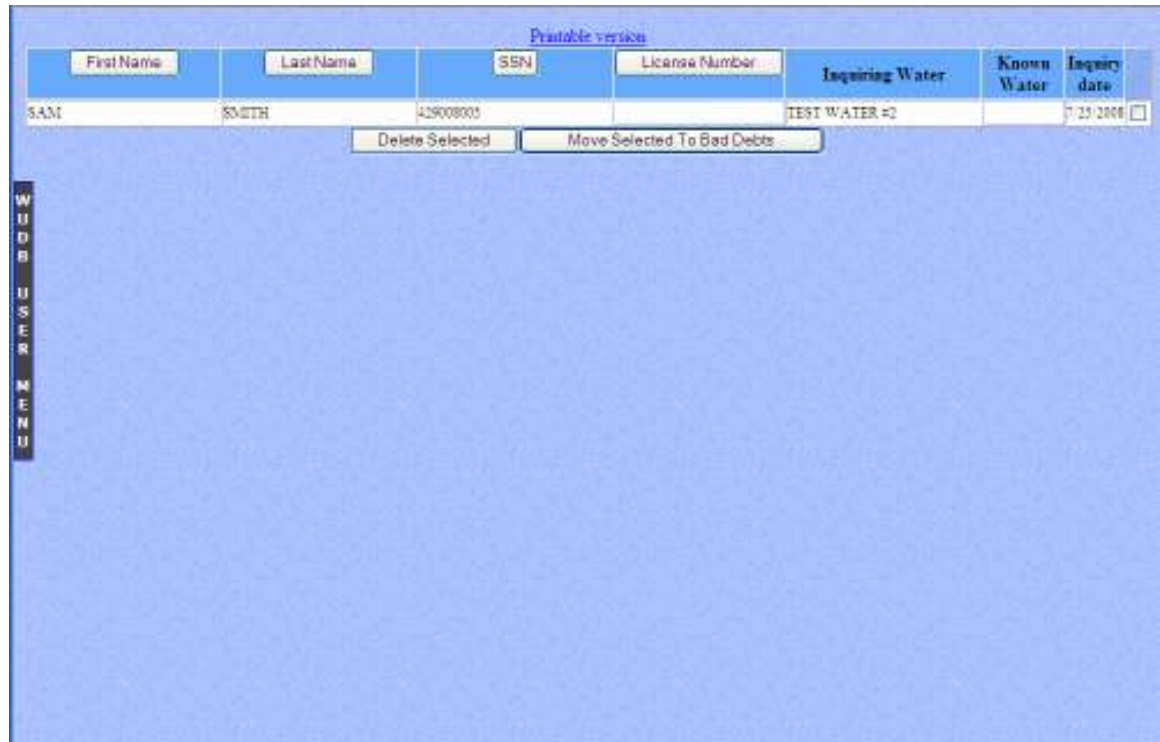 Printable version
First Name Last Name SSN License Number Inquiring Water Known Water Inquiry date
SAM SMITH TEST WATER #2 7/25/2008
Delete Selected Move Selected To Bad Debts
WUDB USER MENU